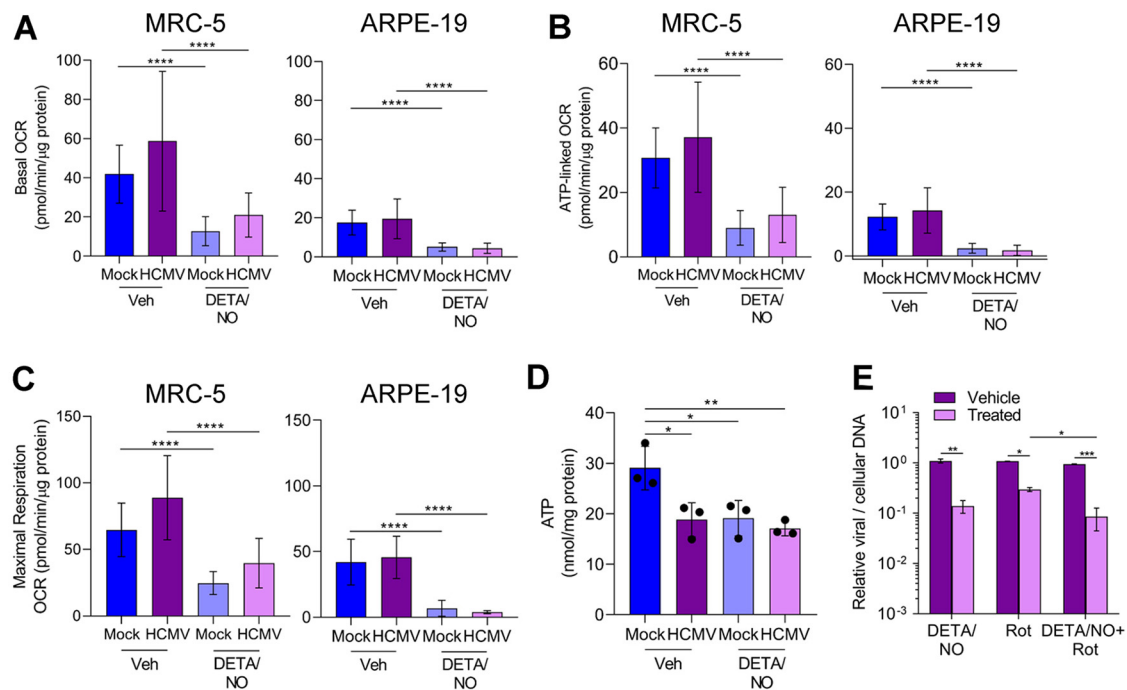 A
MRC-5
ARPE-19
Basal OCR
(pmol/min/µg protein)
100
80
60
40
20
0
****
****
Mock HCMV Mock HCMV
Veh
DETA/
NO
100
80
60
40
20
0
****
****
Mock HCMV Mock HCMV
Veh
DETA/
NO
B
MRC-5
ARPE-19
ATP-linked OCR
(pmol/min/µg protein)
60
40
20
0
****
****
Mock HCMV Mock HCMV
Veh
DETA/
NO
60
40
20
0
****
****
Mock HCMV Mock HCMV
Veh
DETA/
NO
C
MRC-5
ARPE-19
Maximal Respiration
OCR (pmol/min/µg protein)
150
100
50
0
****
****
Mock HCMV Mock HCMV
Veh
DETA/
NO
150
100
50
0
****
****
Mock HCMV Mock HCMV
Veh
DETA/
NO
D
ATP
(nmol/mg protein)
40
30
20
10
0
**
*
*
Mock HCMV Mock HCMV
Veh
DETA/
NO
E
Vehicle
Treated
Relative viral / cellular DNA
10¹
10⁰
10⁻¹
10⁻²
10⁻³
*
**
*
***
DETA/
NO
Rot
DETA/NO+
Rot